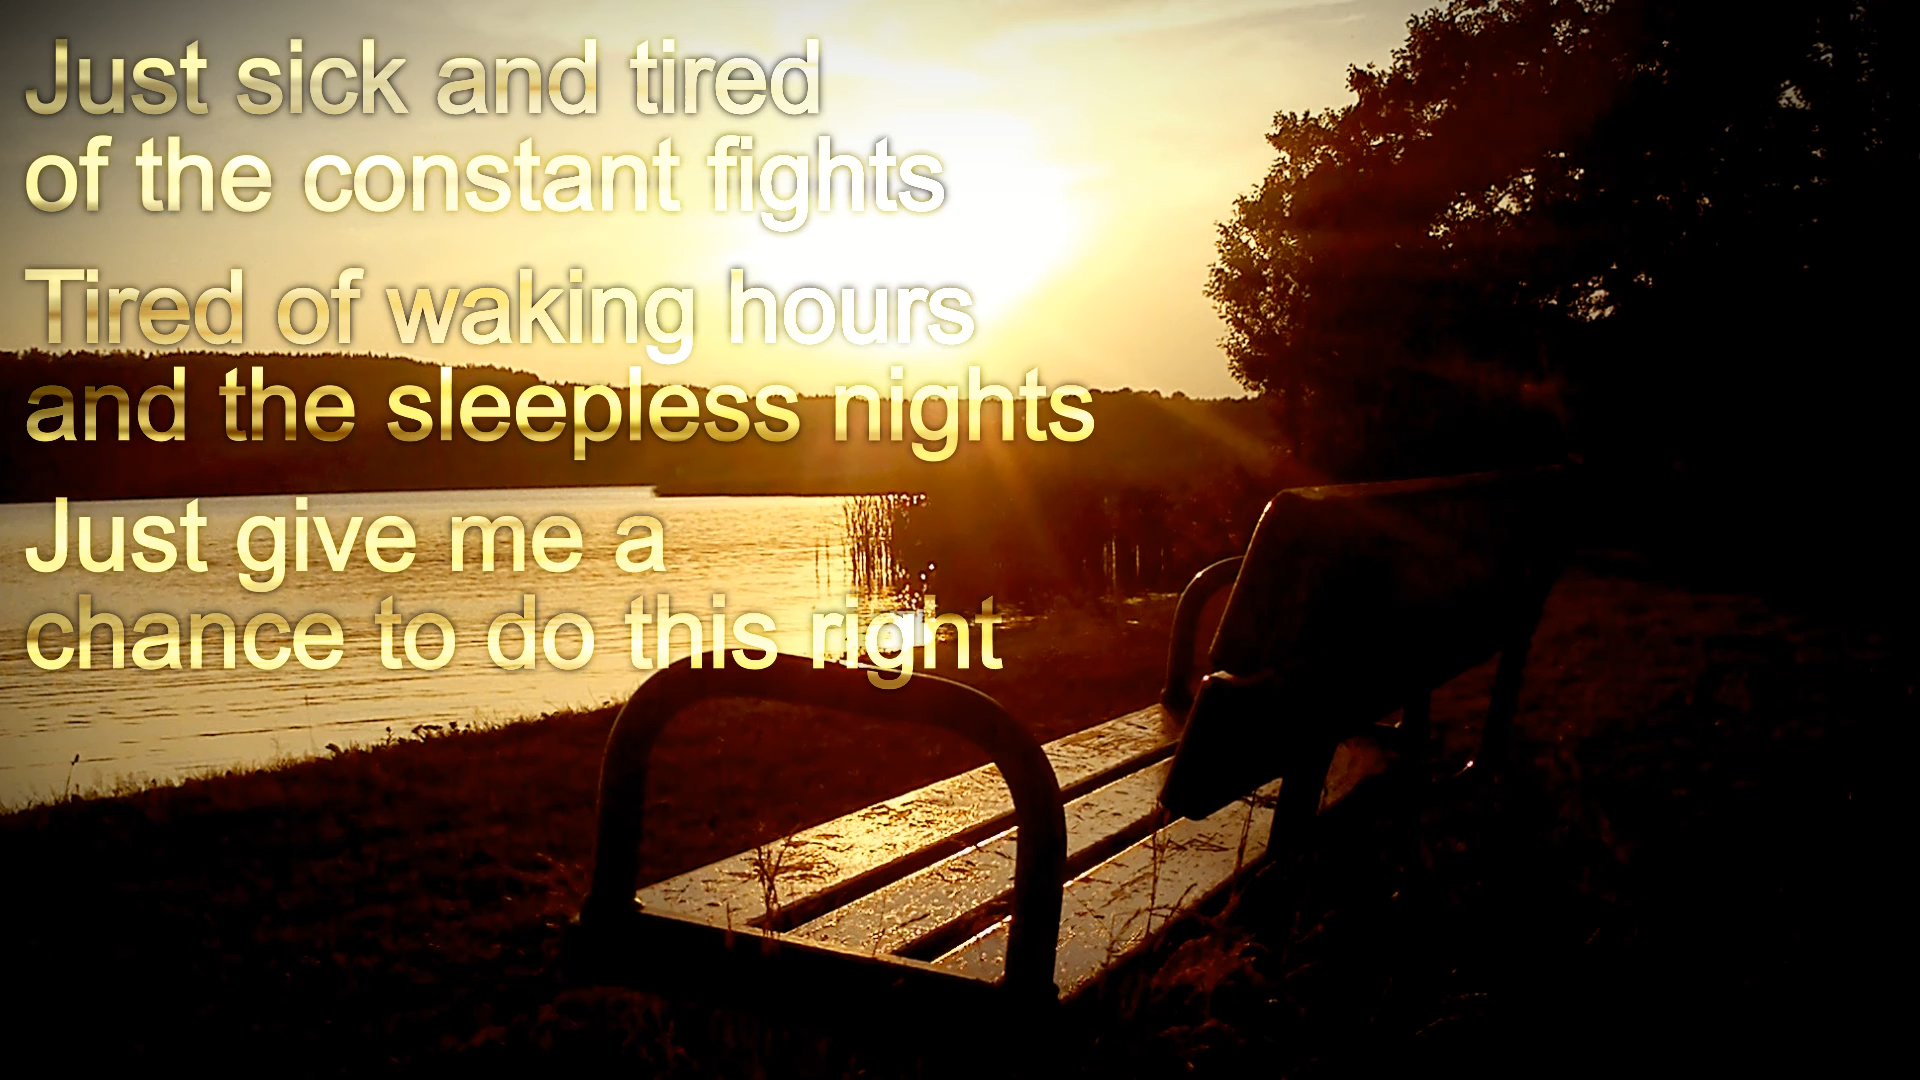 Just sick and tired
of the constant fights
Tired of waking hours
and the sleepless nights
Just give me a
chance to do this right